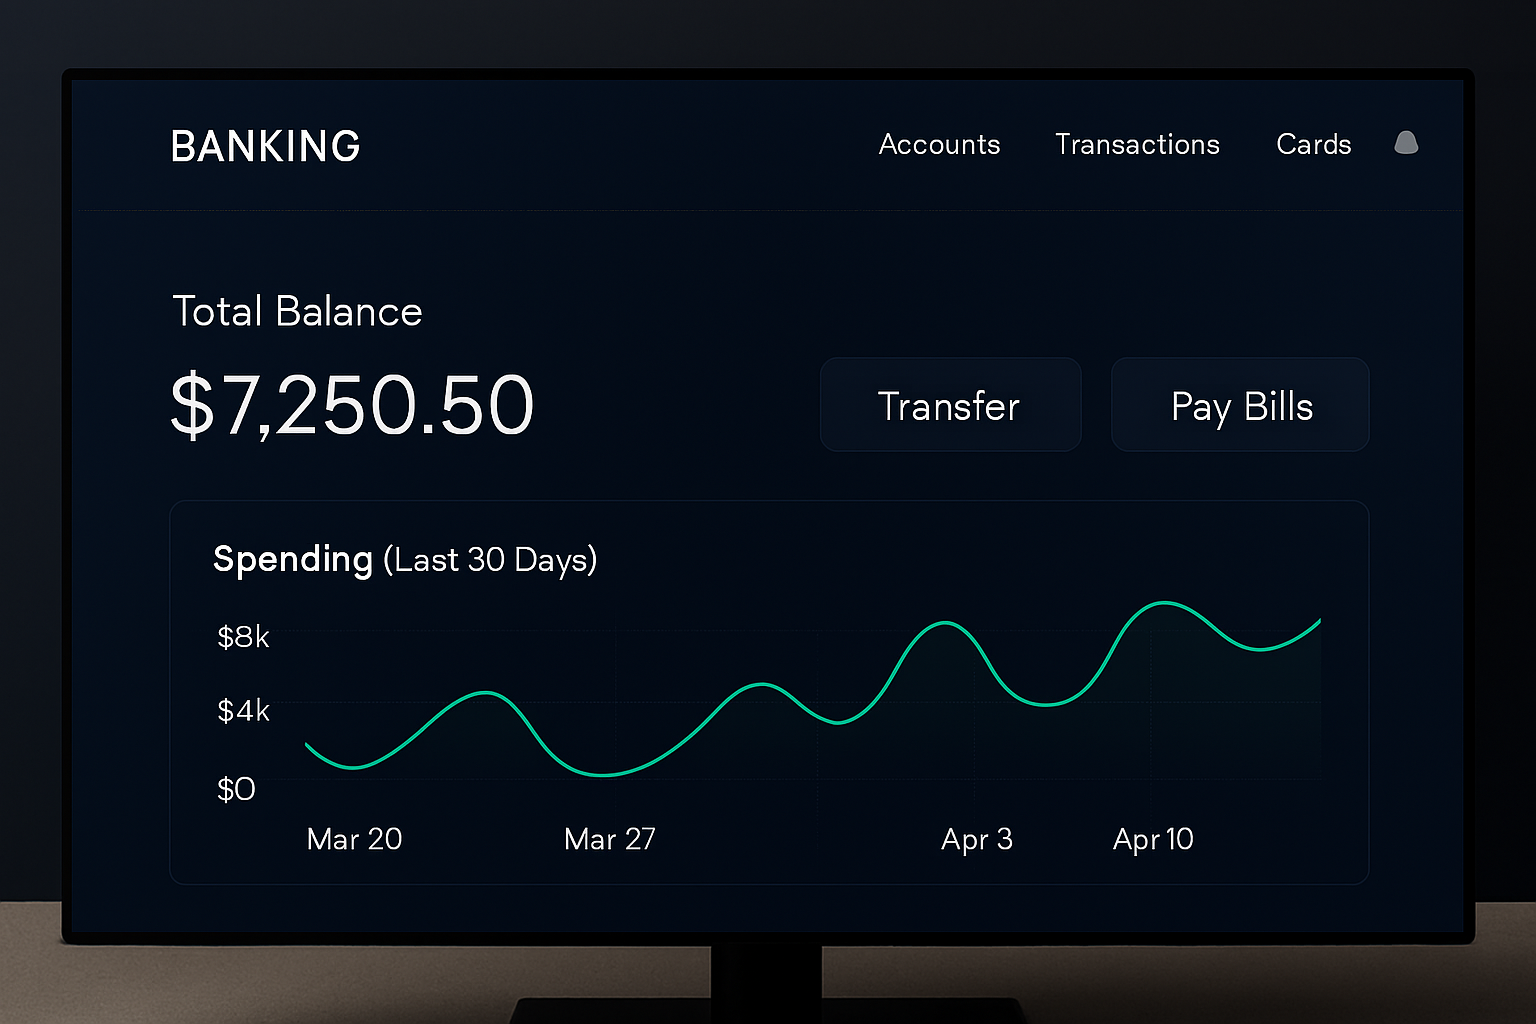 BANKING
Accounts Transactions Cards
Total Balance
$7,250.50
Transfer Pay Bills
Spending (Last 30 Days)
$8k
$4k
$0
Mar 20 Mar 27 Apr 3 Apr 10